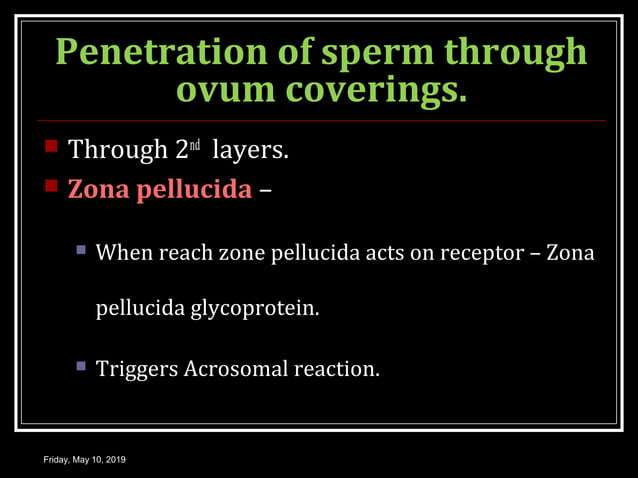 Penetration of sperm through
ovum coverings.
Through 2nd layers.
Zona pellucida –
When reach zone pellucida acts on receptor – Zona
pellucida glycoprotein.
Triggers Acrosomal reaction.
Friday, May 10, 2019